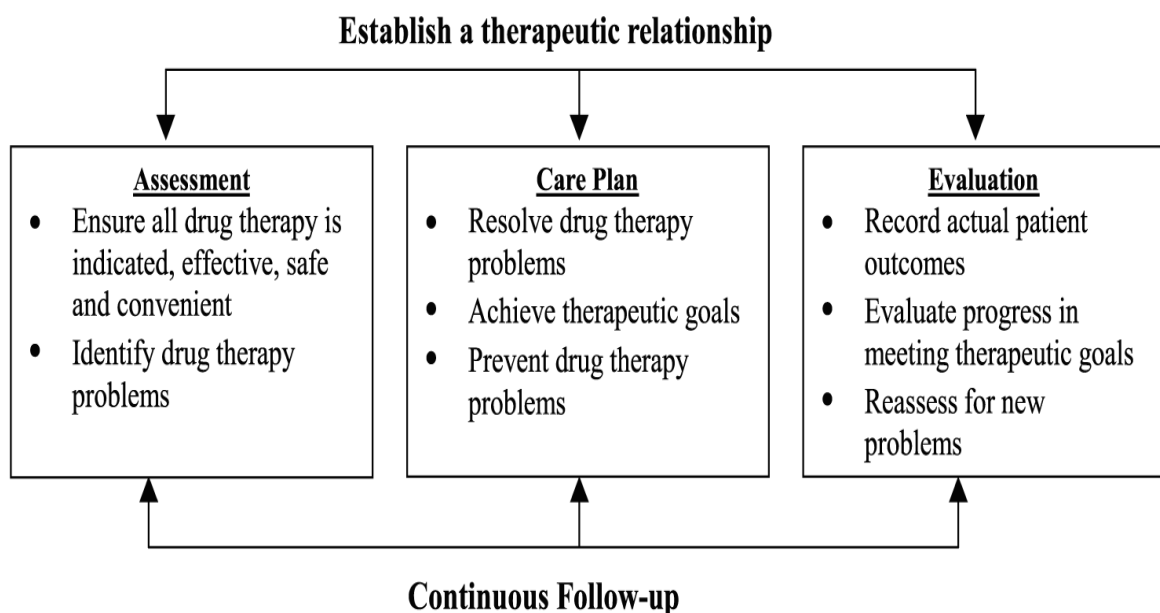 Establish a therapeutic relationship
Assessment
• Ensure all drug therapy is
indicated, effective, safe
and convenient
• Identify drug therapy
problems
Care Plan
• Resolve drug therapy
problems
• Achieve therapeutic goals
• Prevent drug therapy
problems
Evaluation
• Record actual patient
outcomes
• Evaluate progress in
meeting therapeutic goals
• Reassess for new
problems
Continuous Follow-up